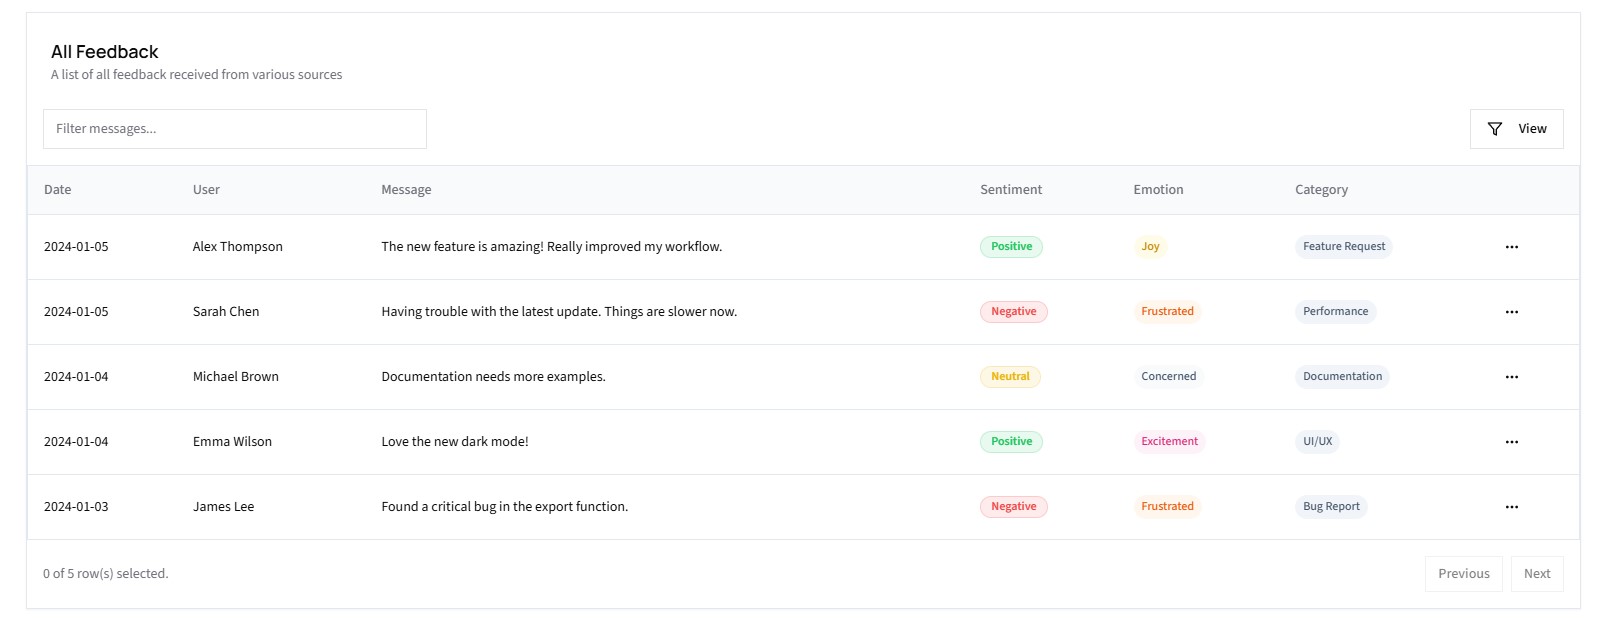 All Feedback
A list of all feedback received from various sources
Filter messages...
View
Date User Message Sentiment Emotion Category
2024-01-05 Alex Thompson The new feature is amazing! Really improved my workflow. Positive Joy Feature Request
2024-01-05 Sarah Chen Having trouble with the latest update. Things are slower now. Negative Frustrated Performance
2024-01-04 Michael Brown Documentation needs more examples. Neutral Concerned Documentation
2024-01-04 Emma Wilson Love the new dark mode! Positive Excitement UI/UX
2024-01-03 James Lee Found a critical bug in the export function. Negative Frustrated Bug Report
0 of 5 row(s) selected.
Previous Next